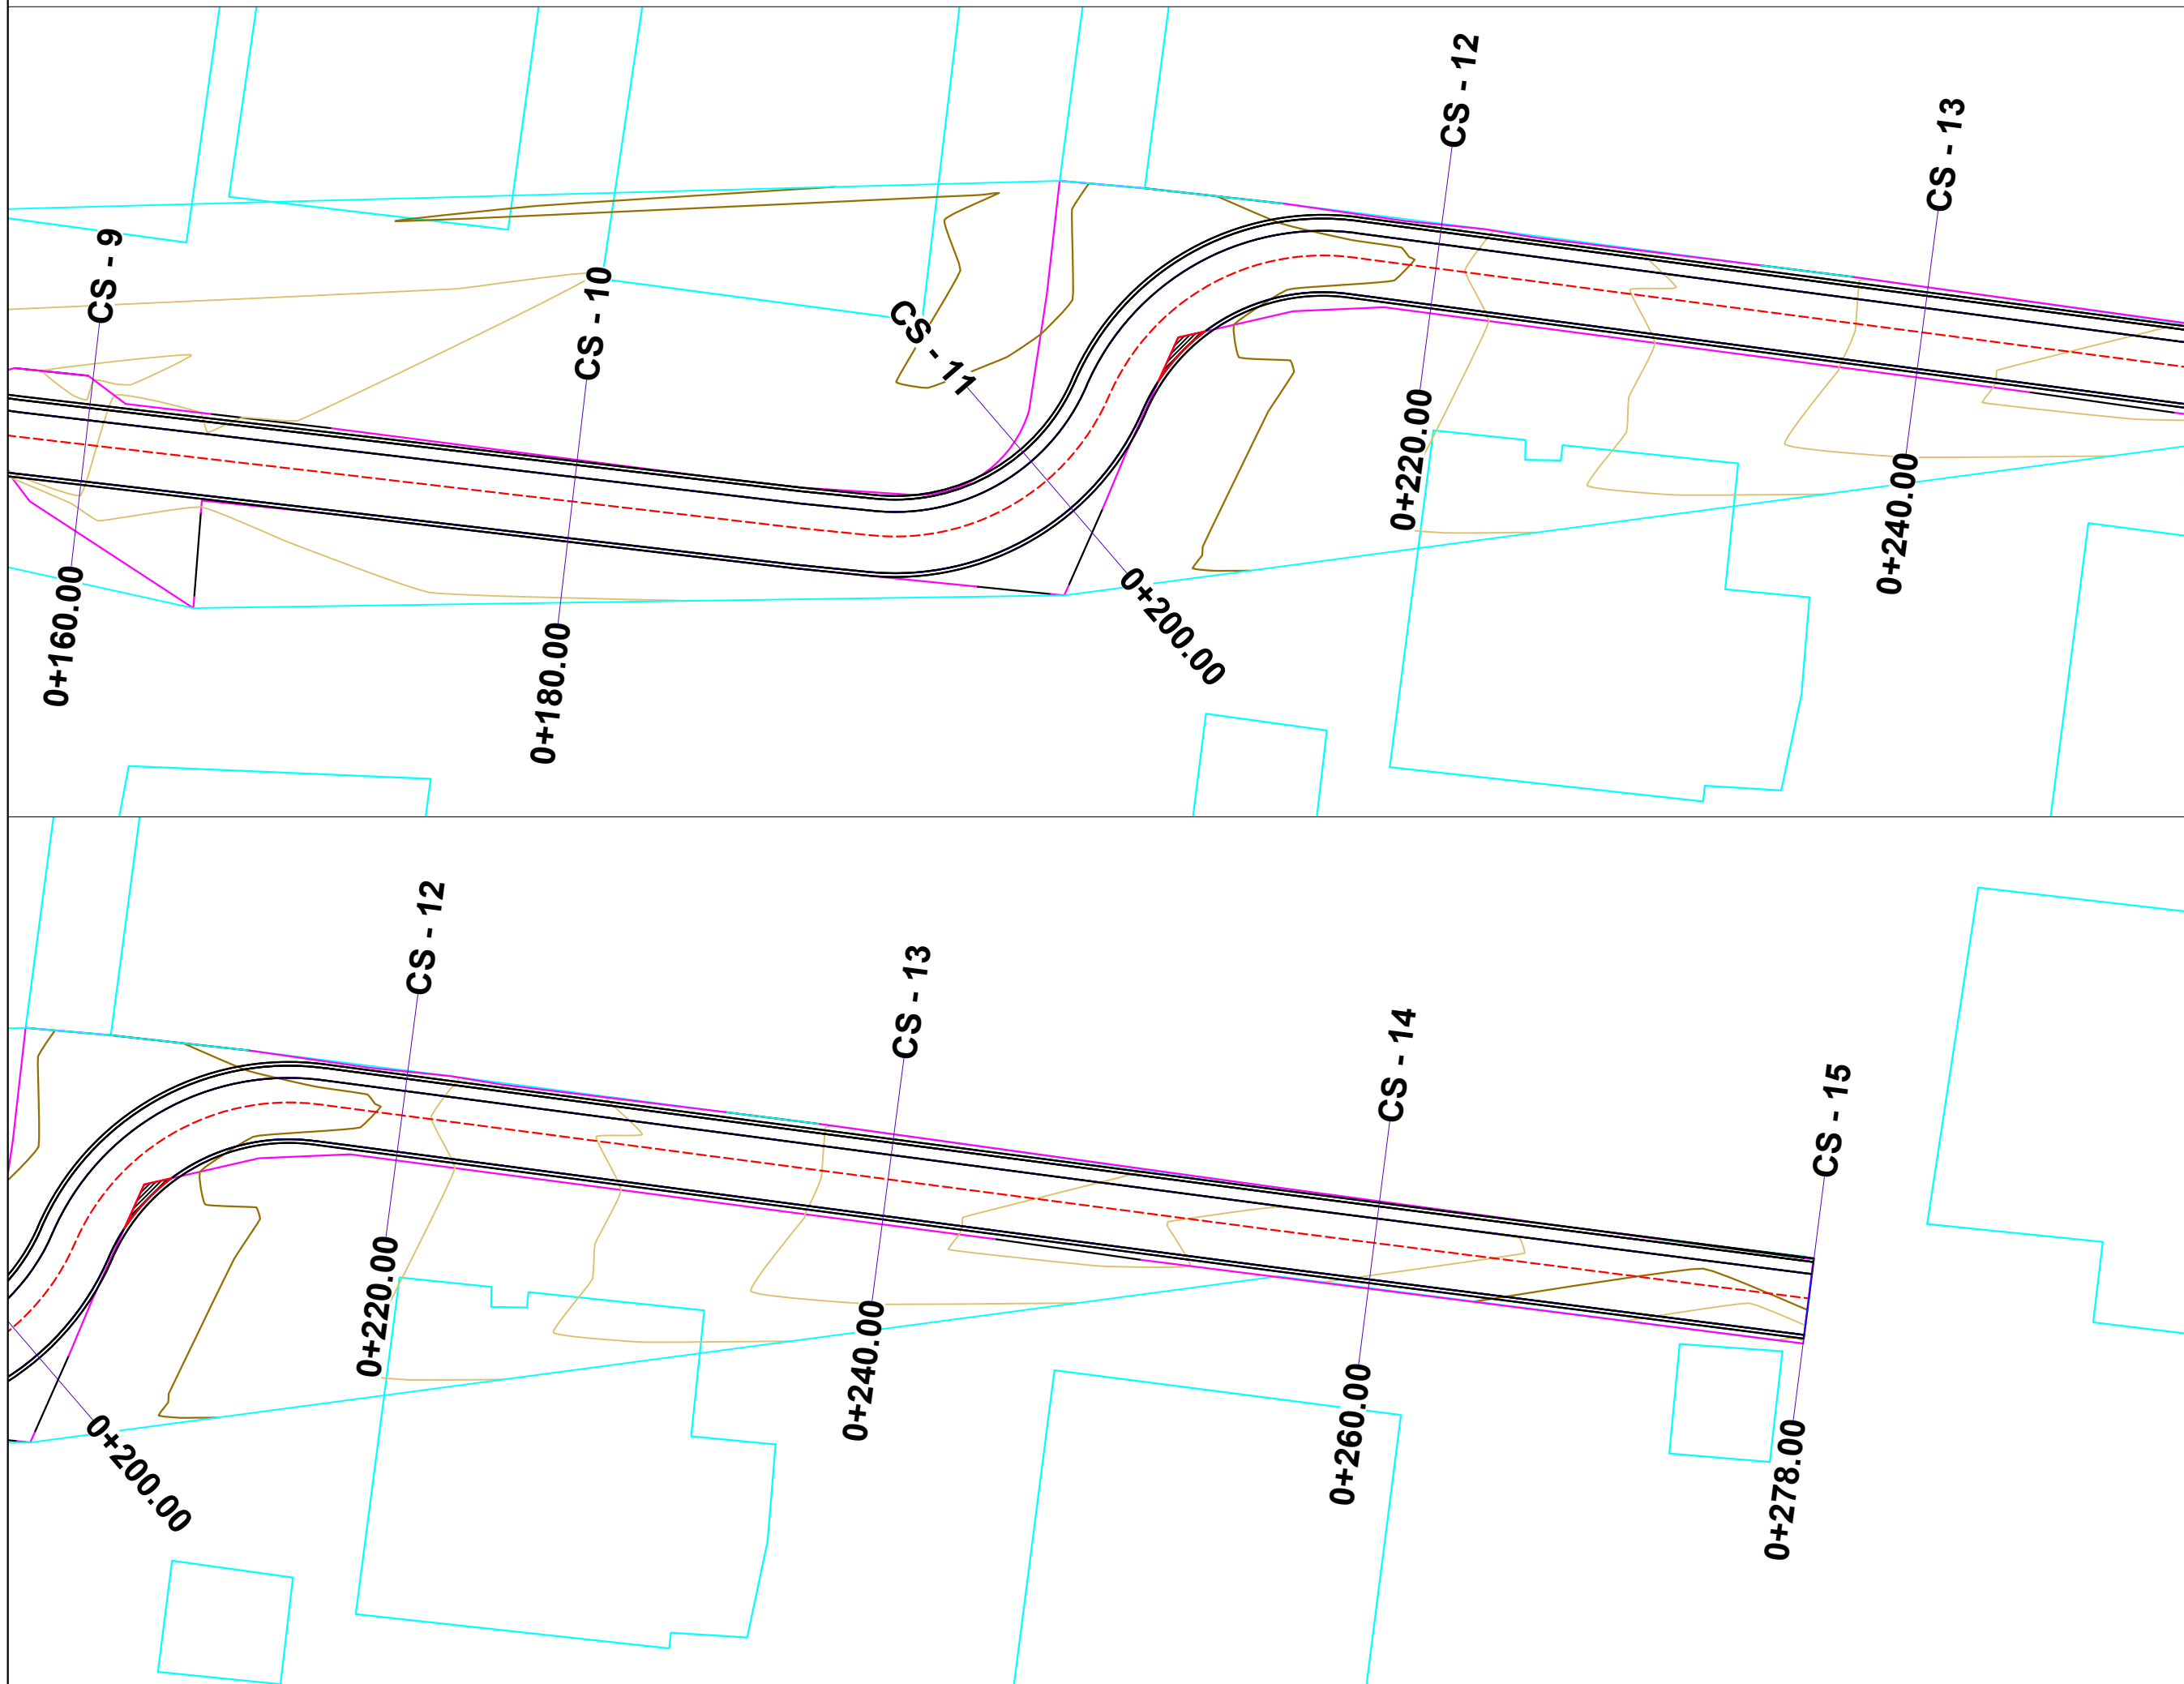 CS - 9
CS - 10
CS - 11
CS - 12
CS - 13
0+160.00
0+180.00
0+200.00
0+220.00
0+240.00
CS - 12
CS - 13
CS - 14
CS - 15
0+200.00
0+220.00
0+240.00
0+260.00
0+278.00